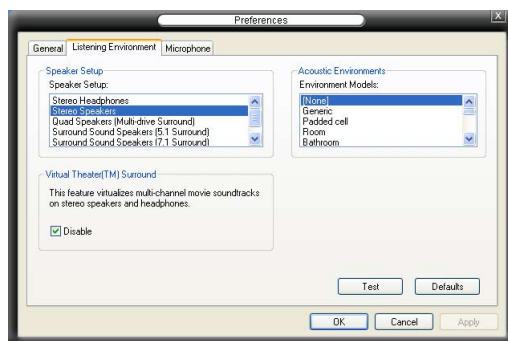 Preferences
X
General Listening Environment Microphone
Speaker Setup
Speaker Setup:
Stereo Headphones
Stereo Speakers
Quad Speakers (Multi-drive Surround)
Surround Sound Speakers (5.1 Surround)
Surround Sound Speakers (7.1 Surround)
Acoustic Environments
Environment Models:
[None]
Generic
Padded cell
Room
Bathroom
Virtual Theater(TM) Surround
This feature virtualizes multi-channel movie soundtracks
on stereo speakers and headphones.
Disable
Test Defaults
OK Cancel Apply